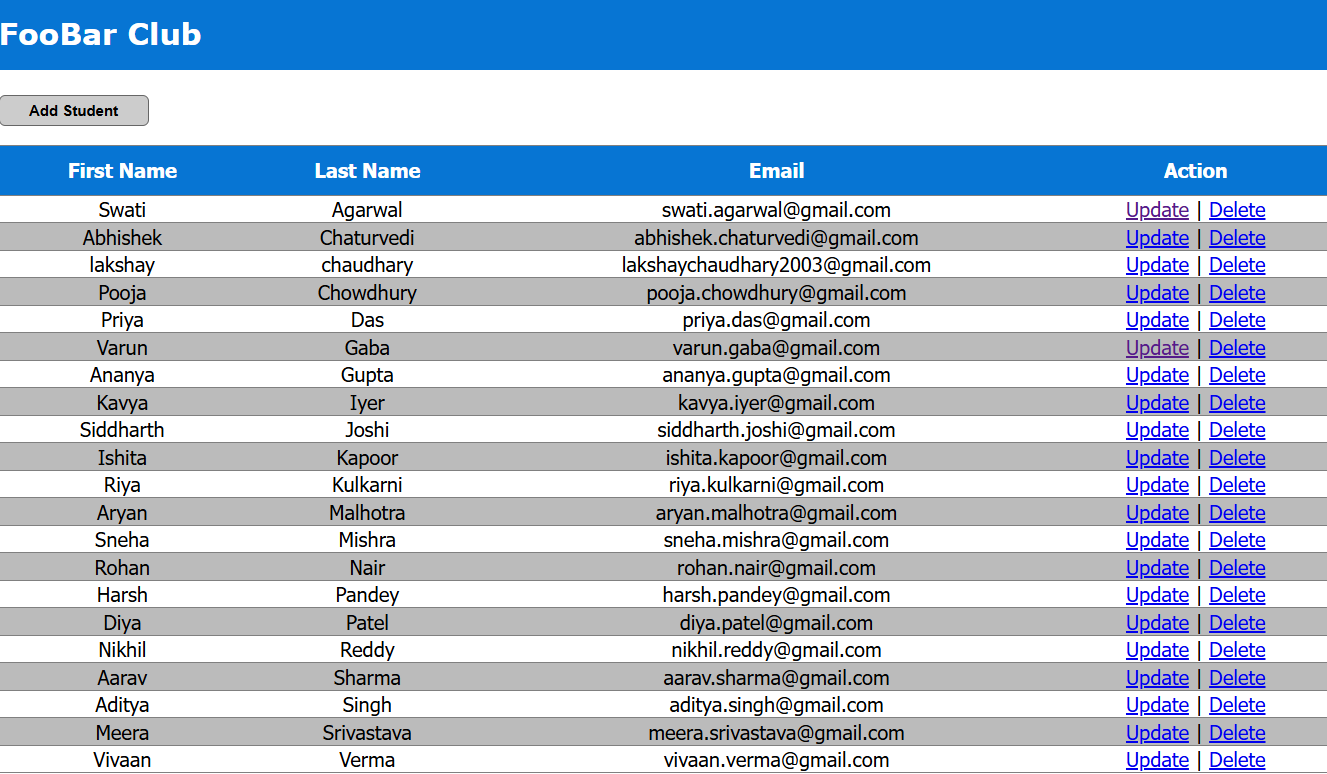 FooBar Club
Add Student
First Name Last Name Email Action
Swati Agarwal swati.agarwal@gmail.com Update | Delete
Abhishek Chaturvedi abhishek.chaturvedi@gmail.com Update | Delete
lakshay chaudhary lakshaychaudhary2003@gmail.com Update | Delete
Pooja Chowdhury pooja.chowdhury@gmail.com Update | Delete
Priya Das priya.das@gmail.com Update | Delete
Varun Gaba varun.gaba@gmail.com Update | Delete
Ananya Gupta ananya.gupta@gmail.com Update | Delete
Kavya Iyer kavya.iyer@gmail.com Update | Delete
Siddharth Joshi siddharth.joshi@gmail.com Update | Delete
Ishita Kapoor ishita.kapoor@gmail.com Update | Delete
Riya Kulkarni riya.kulkarni@gmail.com Update | Delete
Aryan Malhotra aryan.malhotra@gmail.com Update | Delete
Sneha Mishra sneha.mishra@gmail.com Update | Delete
Rohan Nair rohan.nair@gmail.com Update | Delete
Harsh Pandey harsh.pandey@gmail.com Update | Delete
Diya Patel diya.patel@gmail.com Update | Delete
Nikhil Reddy nikhil.reddy@gmail.com Update | Delete
Aarav Sharma aarav.sharma@gmail.com Update | Delete
Aditya Singh aditya.singh@gmail.com Update | Delete
Meera Srivastava meera.srivastava@gmail.com Update | Delete
Vivaan Verma vivaan.verma@gmail.com Update | Delete